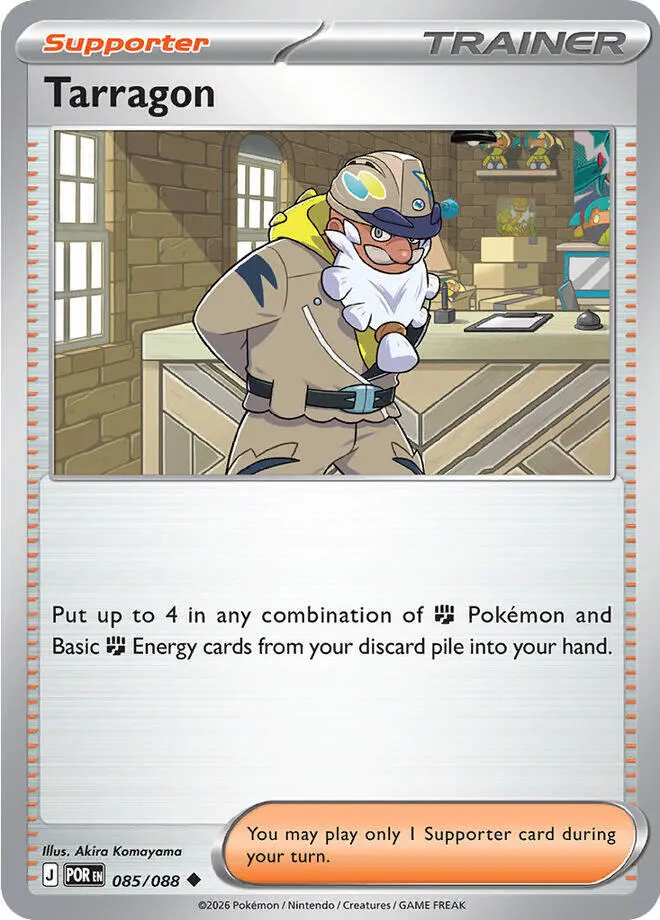 Supporter
TRAINER
Tarragon
Put up to 4 in any combination of Pokémon and
Basic Energy cards from your discard pile into your hand.
You may play only 1 Supporter card during
your turn.
Illus. Akira Komayama
J POR EN 085/088
©2026 Pokémon / Nintendo / Creatures / GAME FREAK